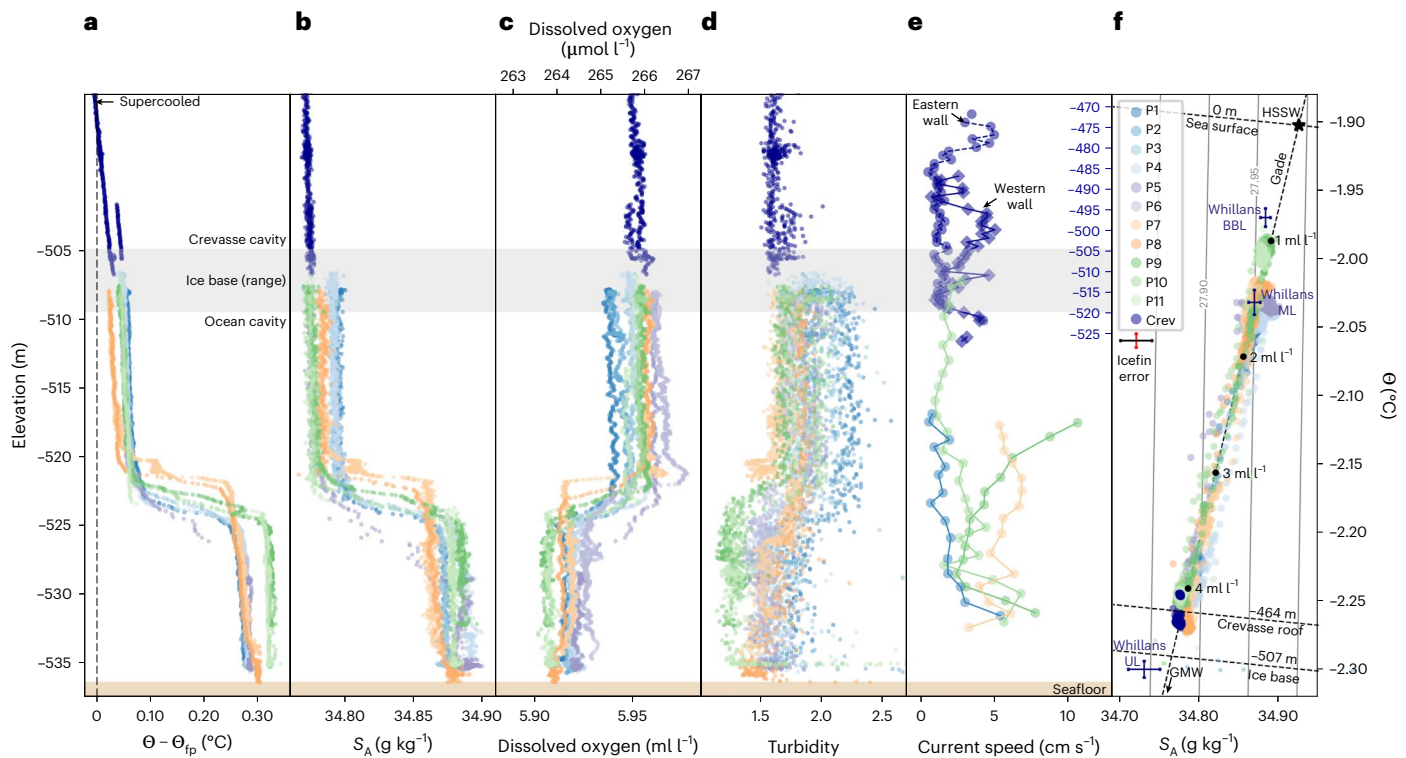 a
b
c
d
e
f
Dissolved oxygen
(μmol l⁻¹)
263 264 265 266 267
Supercooled
Crevasse cavity
Ice base (range)
Ocean cavity
Elevation (m)
−505
−510
−515
−520
−525
−530
−535
0 0.10 0.20 0.30
Θ − Θfp (°C)
34.80 34.85 34.90
SA (g kg⁻¹)
5.90 5.95
Dissolved oxygen (ml l⁻¹)
1.5 2.0 2.5
Turbidity
Eastern
wall
Western
wall
−470
−475
−480
−485
−490
−495
−500
−505
−510
−515
−520
−525
Seafloor
0 5 10
Current speed (cm s⁻¹)
P1
P2
P3
P4
P5
P6
P7
P8
P9
P10
P11
Crev
Icefin
error
0 m
Sea surface
HSSW
Gade
27.95
27.90
Whillans
BBL
1 ml l⁻¹
Whillans
ML
2 ml l⁻¹
3 ml l⁻¹
4 ml l⁻¹
−464 m
Crevasse roof
−507 m
Ice base
Whillans
UL
GMW
−1.90
−1.95
−2.00
−2.05
−2.10
−2.15
−2.20
−2.25
−2.30
Θ (°C)
34.70 34.80 34.90
SA (g kg⁻¹)